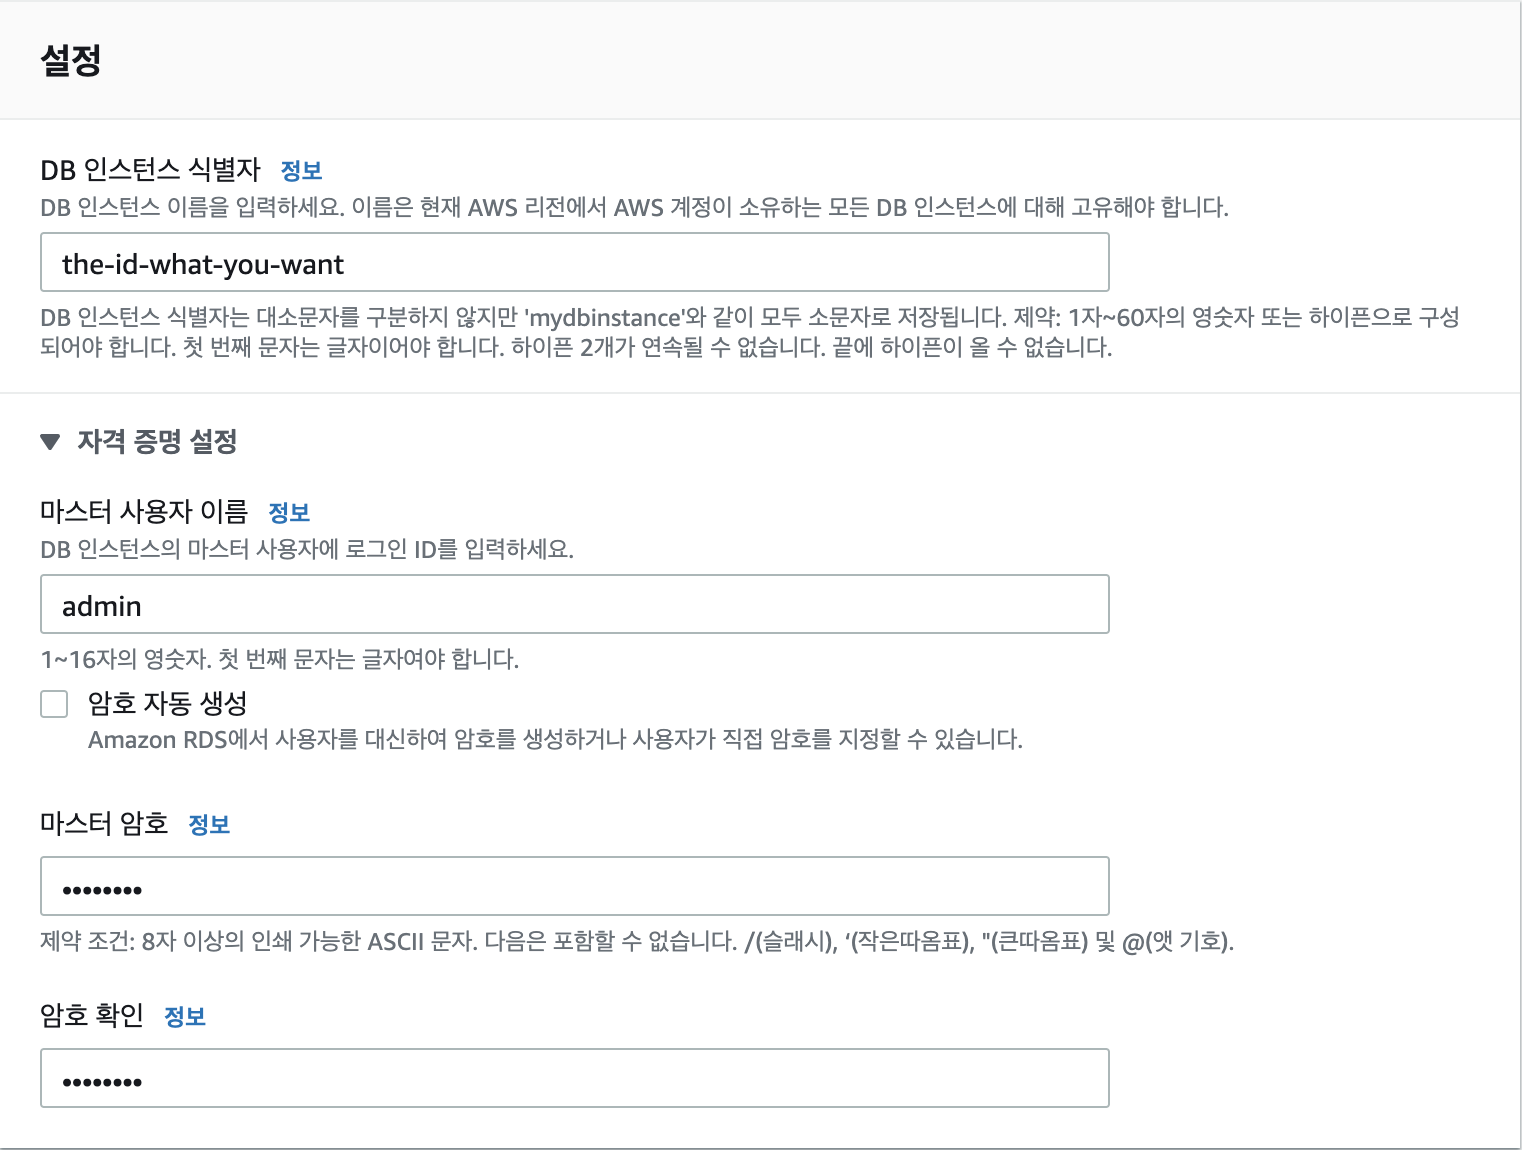 설정
DB 인스턴스 식별자 정보
DB 인스턴스 이름을 입력하세요. 이름은 현재 AWS 리전에서 AWS 계정이 소유하는 모든 DB 인스턴스에 대해 고유해야 합니다.
the-id-what-you-want
DB 인스턴스 식별자는 대소문자를 구분하지 않지만 'mydbinstance'와 같이 모두 소문자로 저장됩니다. 제약: 1자~60자의 영숫자 또는 하이픈으로 구성
되어야 합니다. 첫 번째 문자는 글자이어야 합니다. 하이픈 2개가 연속될 수 없습니다. 끝에 하이픈이 올 수 없습니다.
▼ 자격 증명 설정
마스터 사용자 이름 정보
DB 인스턴스의 마스터 사용자에 로그인 ID를 입력하세요.
admin
1~16자의 영숫자. 첫 번째 문자는 글자여야 합니다.
암호 자동 생성
Amazon RDS에서 사용자를 대신하여 암호를 생성하거나 사용자가 직접 암호를 지정할 수 있습니다.
마스터 암호 정보
••••••••
제약 조건: 8자 이상의 인쇄 가능한 ASCII 문자. 다음은 포함할 수 없습니다. /(슬래시), ‘(작은따옴표), "(큰따옴표) 및 @(앳 기호).
암호 확인 정보
••••••••